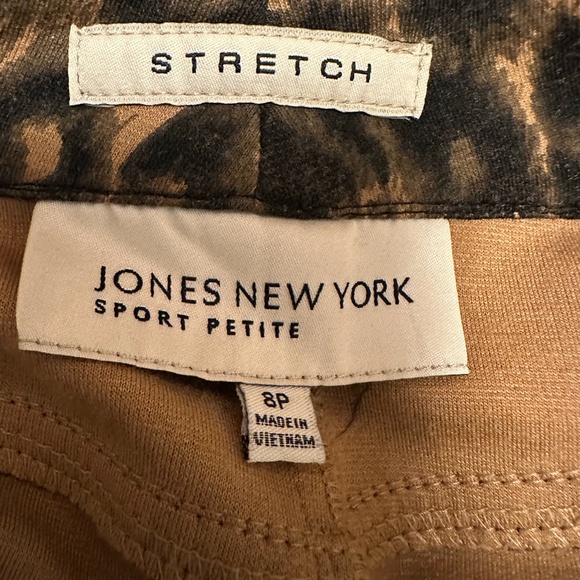 STRETCH
JONES NEW YORK
SPORT PETITE
8P
MADE IN
VIETNAM